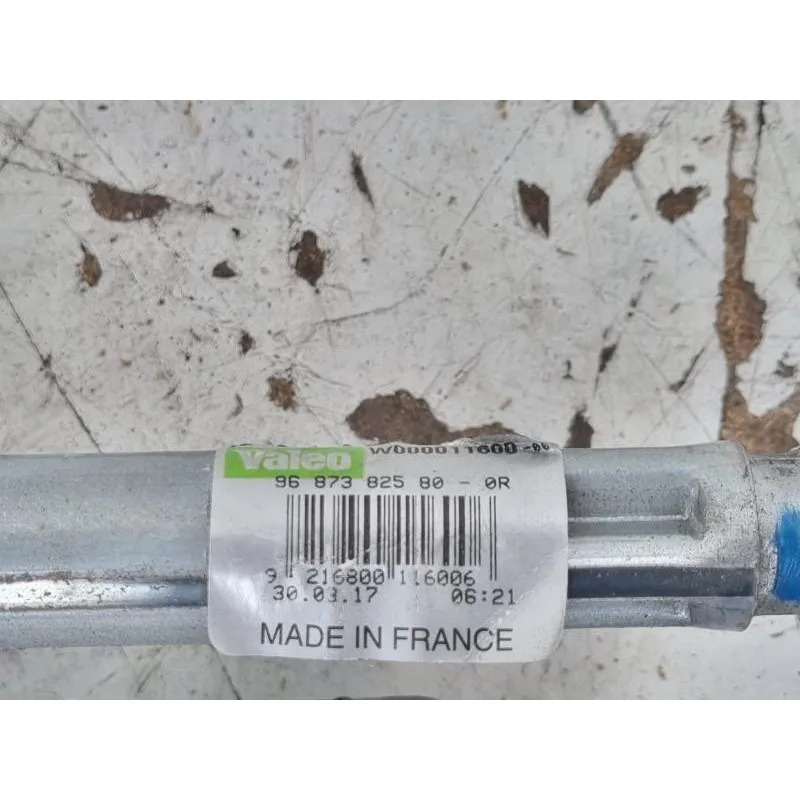 Valeo W000011600-00
96 873 825 80 - 0R
9 216800 116006
30.03.17 06:21
MADE IN FRANCE